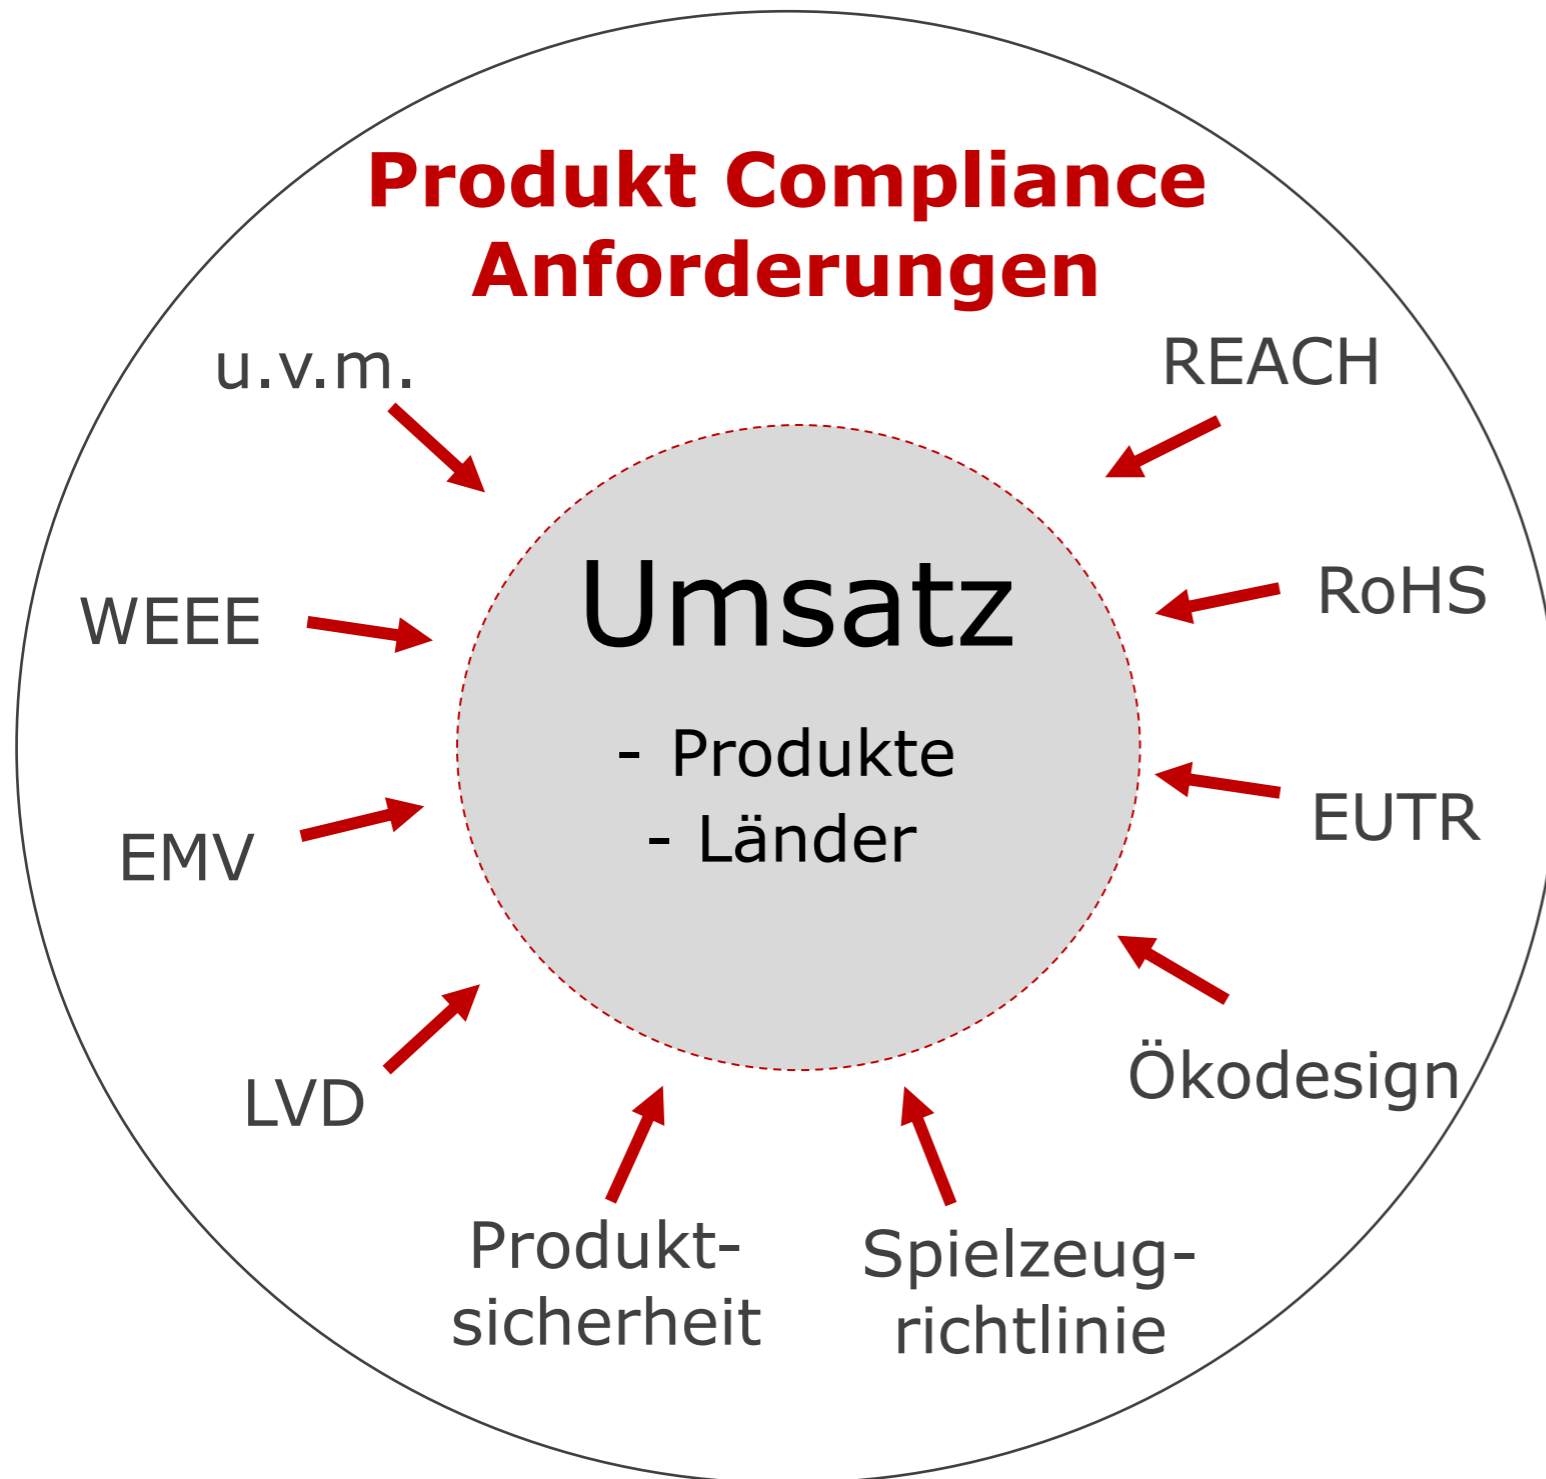 Produkt Compliance
Anforderungen
u.v.m.
REACH
WEEE
RoHS
Umsatz
- Produkte
- Länder
EMV
EUTR
LVD
Ökodesign
Produkt-
sicherheit
Spielzeug-
richtlinie